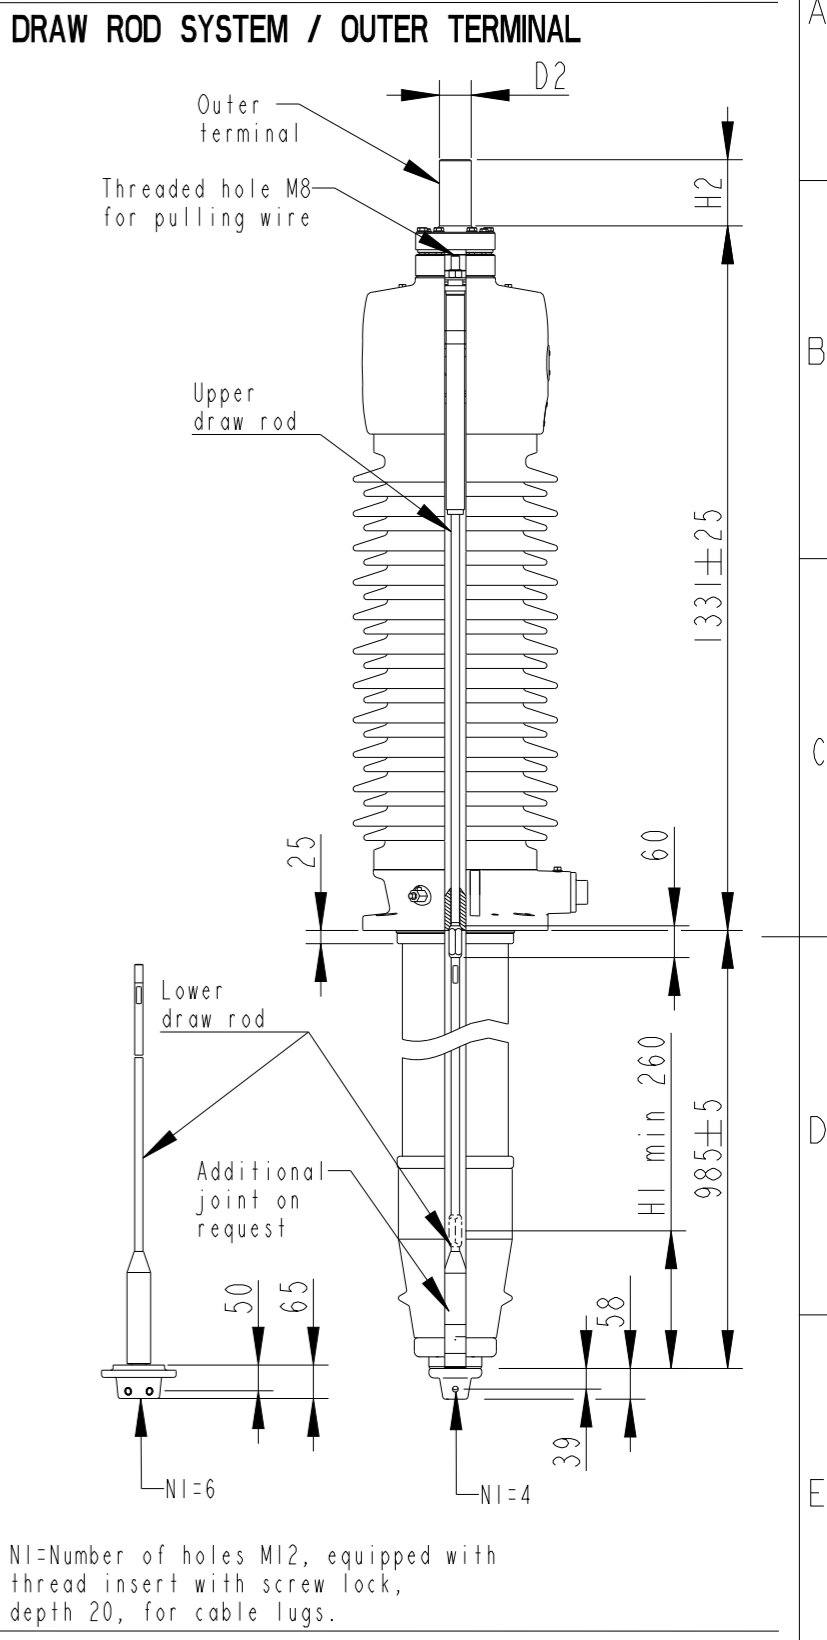 DRAW ROD SYSTEM / OUTER TERMINAL
A
D2
Outer
terminal
Threaded hole M8
for pulling wire
H2
B
Upper
draw rod
1331±25
C
25
60
Lower
draw rod
H1 min 260
985±5
D
Additional
joint on
request
50
65
58
39
N1=6
N1=4
E
N1=Number of holes M12, equipped with
thread insert with screw lock,
depth 20, for cable lugs.